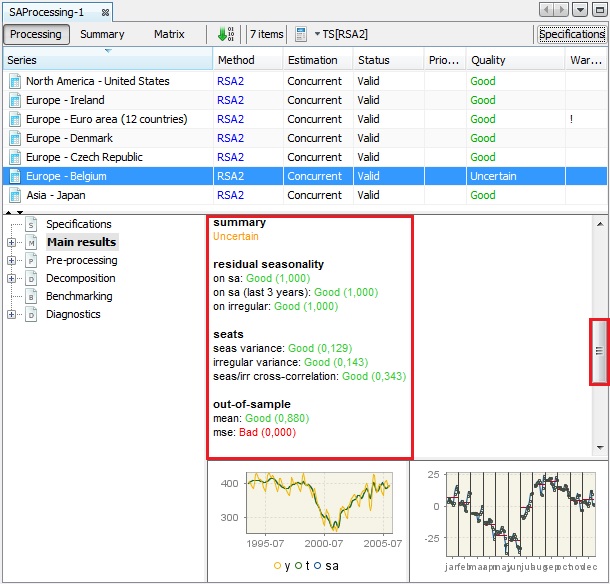 SAProcessing-1
Processing Summary Matrix 7 items TS[RSA2] Specifications
Series Method Estimation Status Prio... Quality War...
North America - United States RSA2 Concurrent Valid Good
Europe - Ireland RSA2 Concurrent Valid Good
Europe - Euro area (12 countries) RSA2 Concurrent Valid Good !
Europe - Denmark RSA2 Concurrent Valid Good
Europe - Czech Republic RSA2 Concurrent Valid Good
Europe - Belgium RSA2 Concurrent Valid Uncertain
Asia - Japan RSA2 Concurrent Valid Good
S Specifications
M Main results
P Pre-processing
D Decomposition
B Benchmarking
D Diagnostics
summary
Uncertain
residual seasonality
on sa: Good (1,000)
on sa (last 3 years): Good (1,000)
on irregular: Good (1,000)
seats
seas variance: Good (0,129)
irregular variance: Good (0,143)
seas/irr cross-correlation: Good (0,343)
out-of-sample
mean: Good (0,880)
mse: Bad (0,000)
400
300
1995-07 2000-07 2005-07
y t sa
25
0
-25